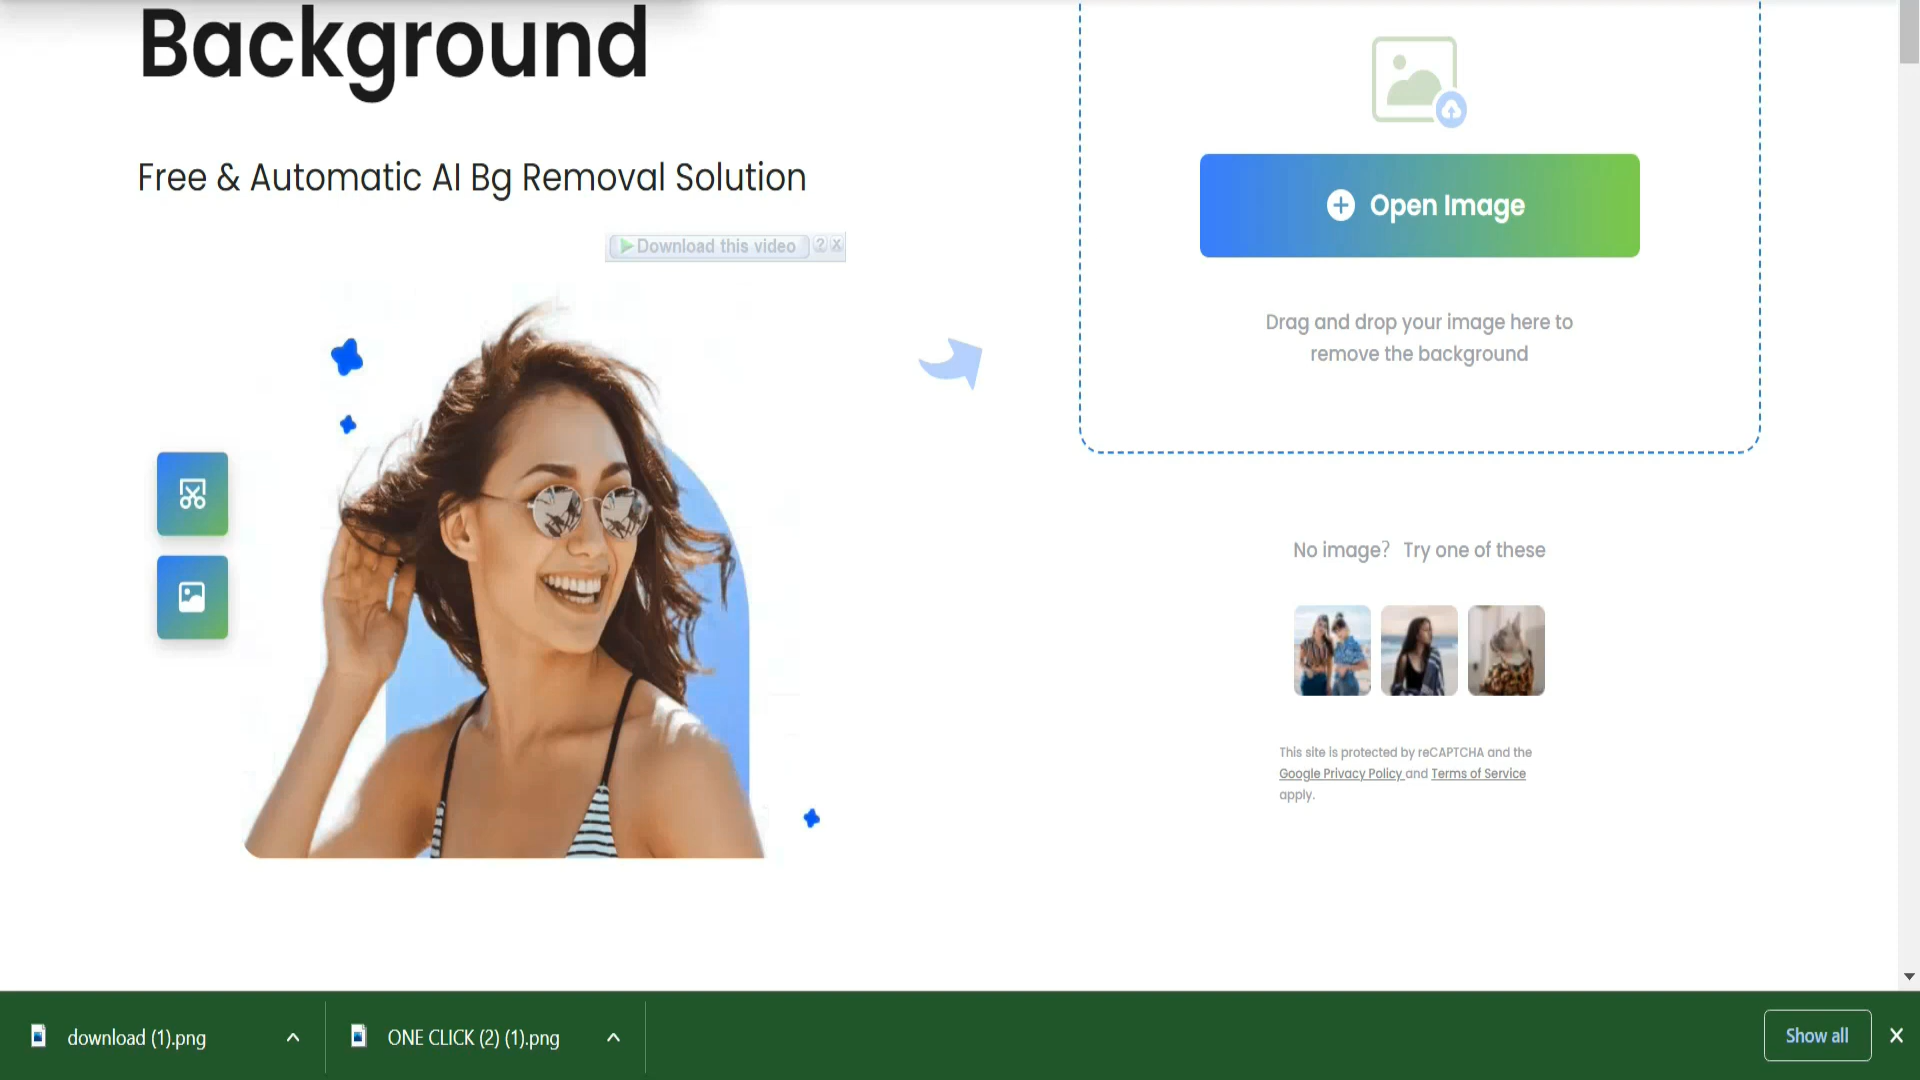 Background
Free & Automatic AI Bg Removal Solution
Download this video ? X
Open Image
Drag and drop your image here to
remove the background
No image? Try one of these
This site is protected by reCAPTCHA and the
Google Privacy Policy and Terms of Service
apply.
download (1).png
ONE CLICK (2) (1).png
Show all